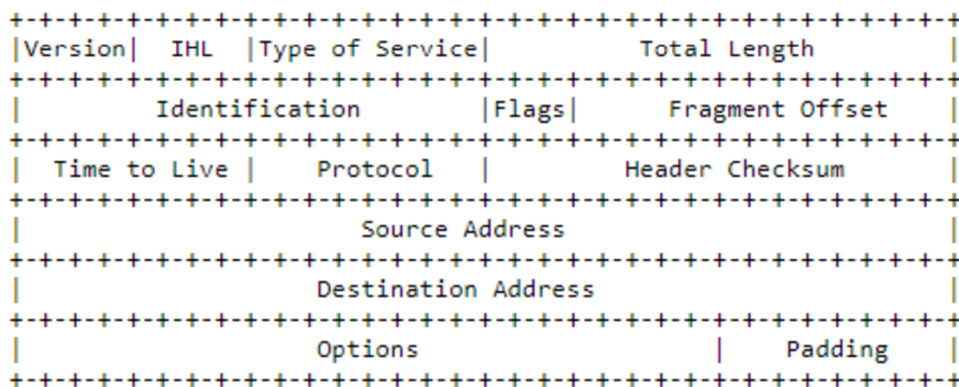 +-+-+-+-+-+-+-+-+-+-+-+-+-+-+-+-+-+-+-+-+-+-+-+-+-+-+-+-+-+-+-+-+
|Version|  IHL  |Type of Service|          Total Length         |
+-+-+-+-+-+-+-+-+-+-+-+-+-+-+-+-+-+-+-+-+-+-+-+-+-+-+-+-+-+-+-+-+
|         Identification        |Flags|      Fragment Offset    |
+-+-+-+-+-+-+-+-+-+-+-+-+-+-+-+-+-+-+-+-+-+-+-+-+-+-+-+-+-+-+-+-+
|  Time to Live |    Protocol   |         Header Checksum       |
+-+-+-+-+-+-+-+-+-+-+-+-+-+-+-+-+-+-+-+-+-+-+-+-+-+-+-+-+-+-+-+-+
|                       Source Address                          |
+-+-+-+-+-+-+-+-+-+-+-+-+-+-+-+-+-+-+-+-+-+-+-+-+-+-+-+-+-+-+-+-+
|                    Destination Address                        |
+-+-+-+-+-+-+-+-+-+-+-+-+-+-+-+-+-+-+-+-+-+-+-+-+-+-+-+-+-+-+-+-+
|                    Options                    |    Padding    |
+-+-+-+-+-+-+-+-+-+-+-+-+-+-+-+-+-+-+-+-+-+-+-+-+-+-+-+-+-+-+-+-+